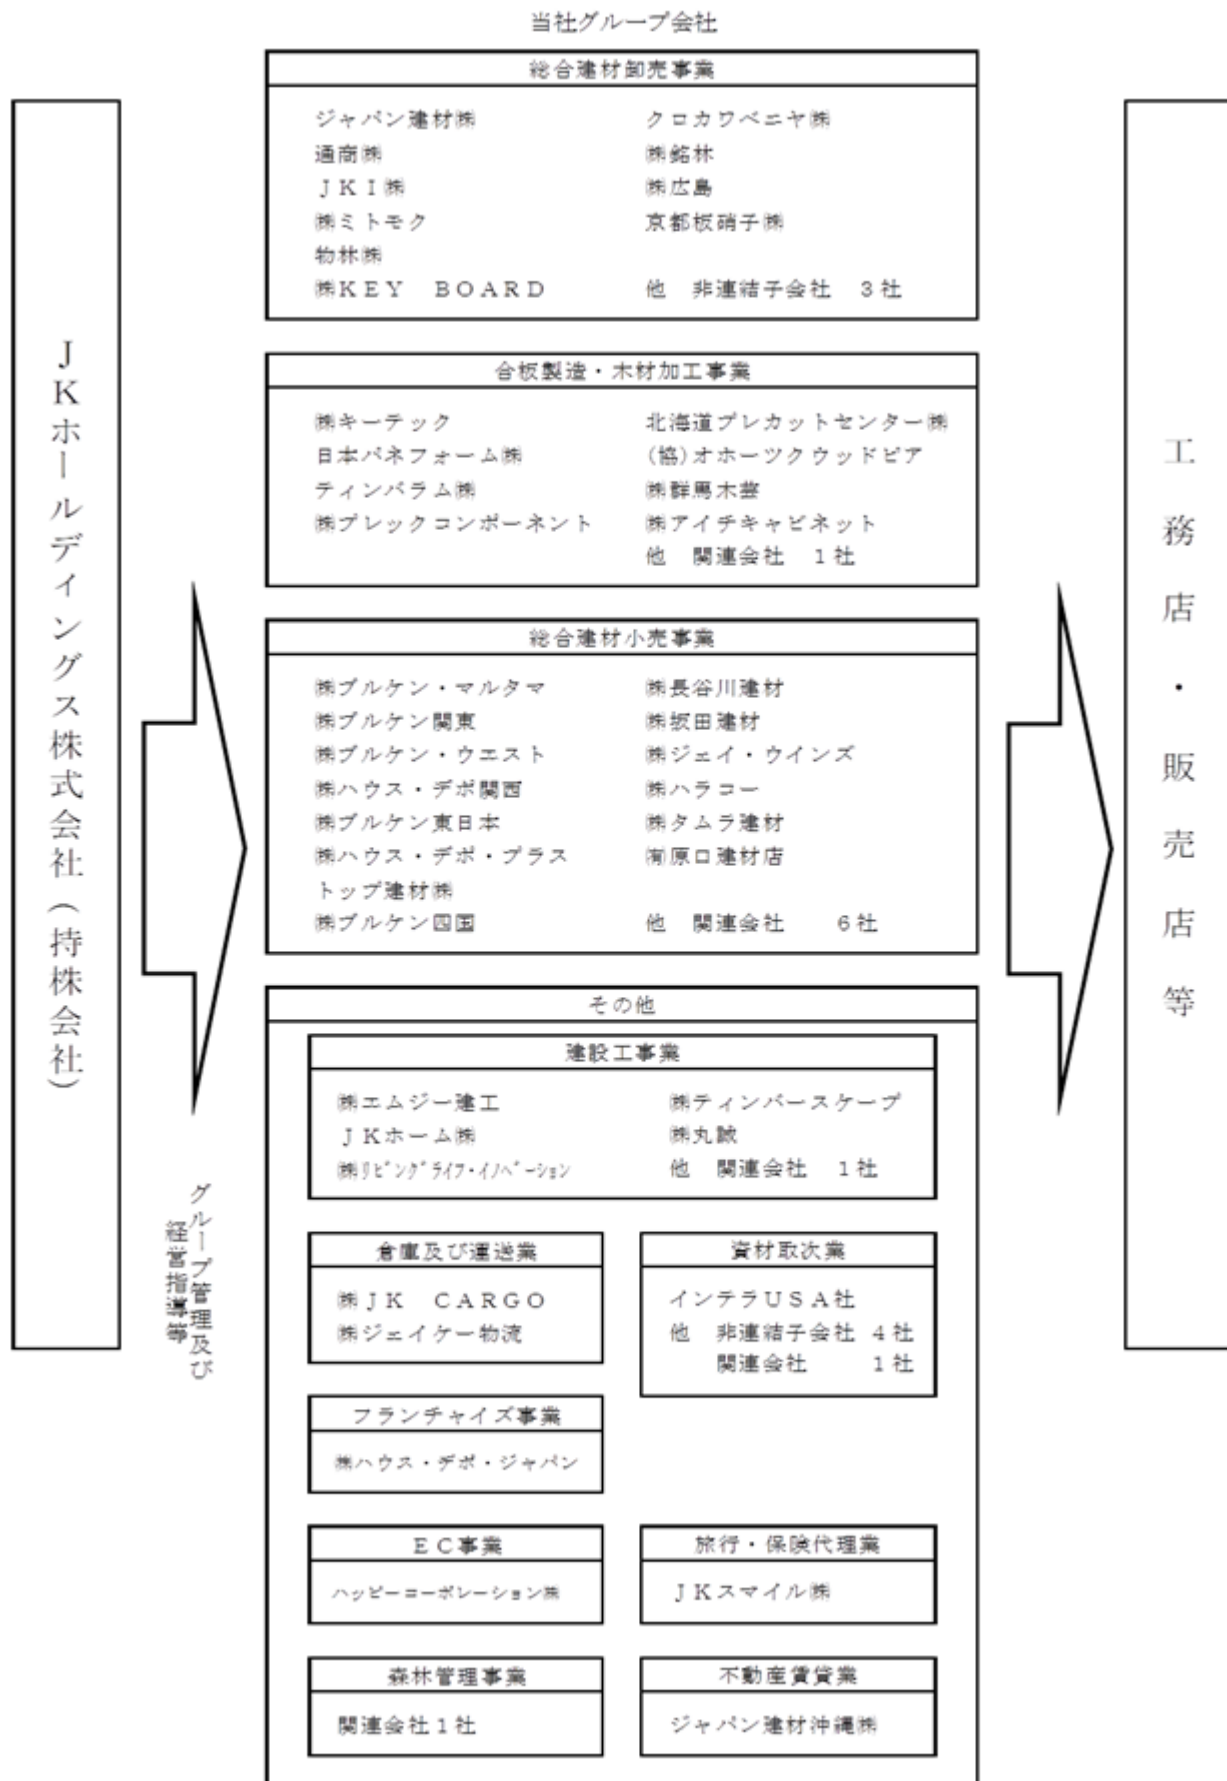 当社グループ会社
JKホールディングス株式会社（持株会社）
グループ管理及び
経営指導等
総合建材卸売事業
ジャパン建材㈱　クロカワベニヤ㈱
通商㈱　㈱銘林
ＪＫＩ㈱　㈱広島
㈱ミトモク　京都板硝子㈱
物林㈱
㈱ＫＥＹ　ＢＯＡＲＤ　他　非連結子会社　３社
合板製造・木材加工事業
㈱キーテック　北海道プレカットセンター㈱
日本パネフォーム㈱　(協)オホーツクウッドピア
ティンバラム㈱　㈱群馬木芸
㈱プレックコンポーネント　㈱アイチキャビネット
他　関連会社　１社
総合建材小売事業
㈱ブルケン・マルタマ　㈱長谷川建材
㈱ブルケン関東　㈱坂田建材
㈱ブルケン・ウエスト　㈱ジェイ・ウインズ
㈱ハウス・デポ関西　㈱ハラコー
㈱ブルケン東日本　㈱タムラ建材
㈱ハウス・デポ・プラス　㈲原口建材店
トップ建材㈱
㈱ブルケン四国　他　関連会社　６社
その他
建設工事業
㈱エムジー建工　㈱ティンバースケープ
ＪＫホーム㈱　㈱丸誠
㈱ﾘﾋﾞﾝｸﾞﾗｲﾌ・ｲﾉﾍﾞｰｼｮﾝ　他　関連会社　１社
倉庫及び運送業
㈱ＪＫ　ＣＡＲＧＯ
㈱ジェイケー物流
資材取次業
インテラＵＳＡ社
他　非連結子会社　４社
関連会社　１社
フランチャイズ事業
㈱ハウス・デポ・ジャパン
ＥＣ事業
ハッピーコーポレーション㈱
旅行・保険代理業
ＪＫスマイル㈱
森林管理事業
関連会社１社
不動産賃貸業
ジャパン建材沖縄㈱
工務店・販売店等